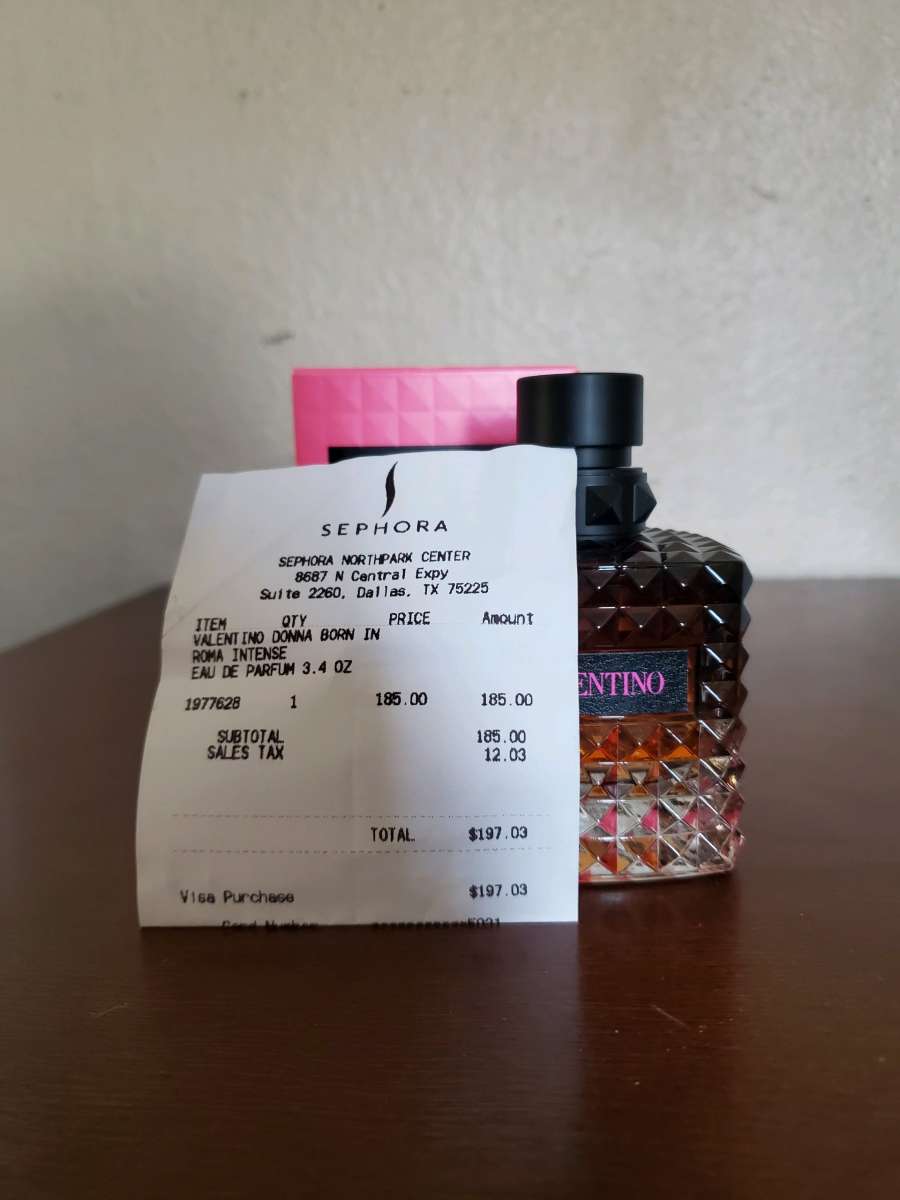 SEPHORA
SEPHORA NORTHPARK CENTER
8687 N Central Expy
Suite 2260, Dallas, TX 75225
ITEM QTY PRICE Amount
VALENTINO DONNA BORN IN
ROMA INTENSE
EAU DE PARFUM 3.4 OZ
1977628 1 185.00 185.00
SUBTOTAL 185.00
SALES TAX 12.03
TOTAL $197.03
Visa Purchase $197.03
Card Number
ENTINO